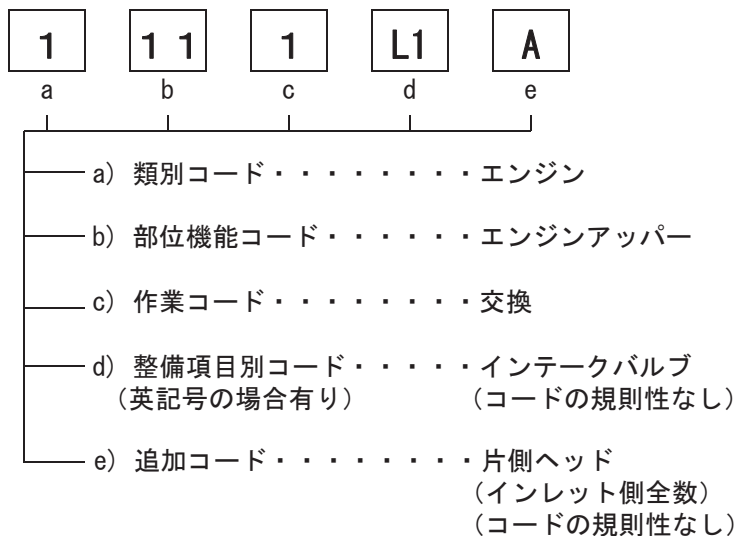 1 11 1 L1 A
a b c d e
a) 類別コード・・・・・・・・エンジン
b) 部位機能コード・・・・・・エンジンアッパー
c) 作業コード・・・・・・・・交換
d) 整備項目別コード・・・・・インテークバルブ
(英記号の場合有り) (コードの規則性なし)
e) 追加コード・・・・・・・・片側ヘッド
(インレット側全数)
(コードの規則性なし)